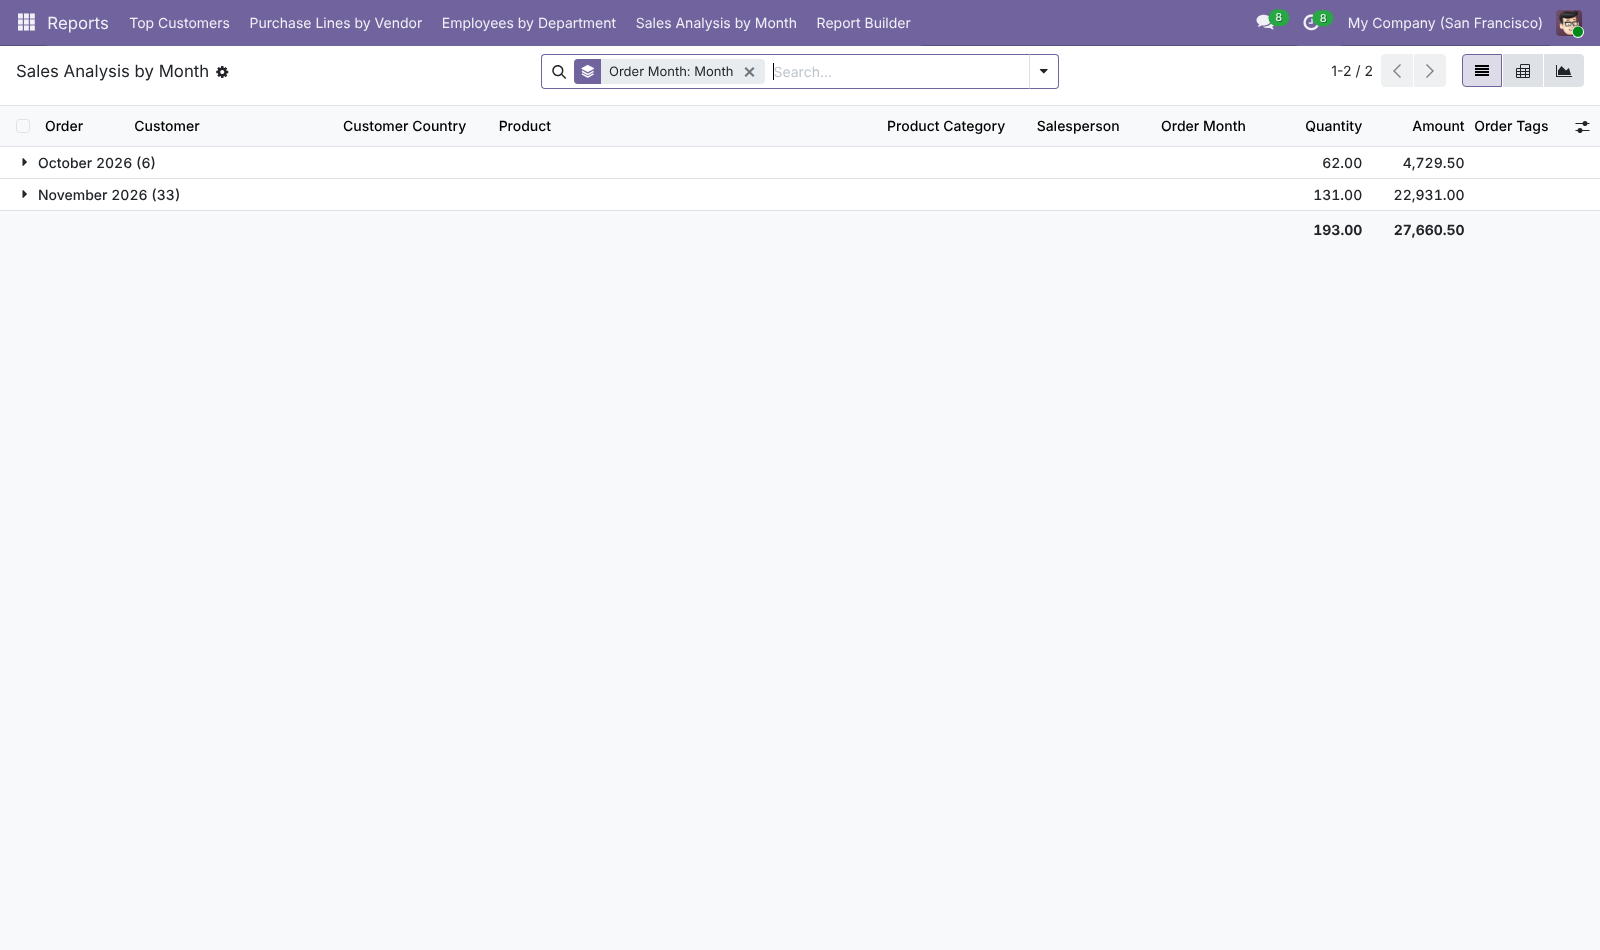 Reports Top Customers Purchase Lines by Vendor Employees by Department Sales Analysis by Month Report Builder 8 8 My Company (San Francisco)
Sales Analysis by Month Order Month: Month Search... 1-2 / 2
Order Customer Customer Country Product Product Category Salesperson Order Month Quantity Amount Order Tags
October 2026 (6) 62.00 4,729.50
November 2026 (33) 131.00 22,931.00
193.00 27,660.50